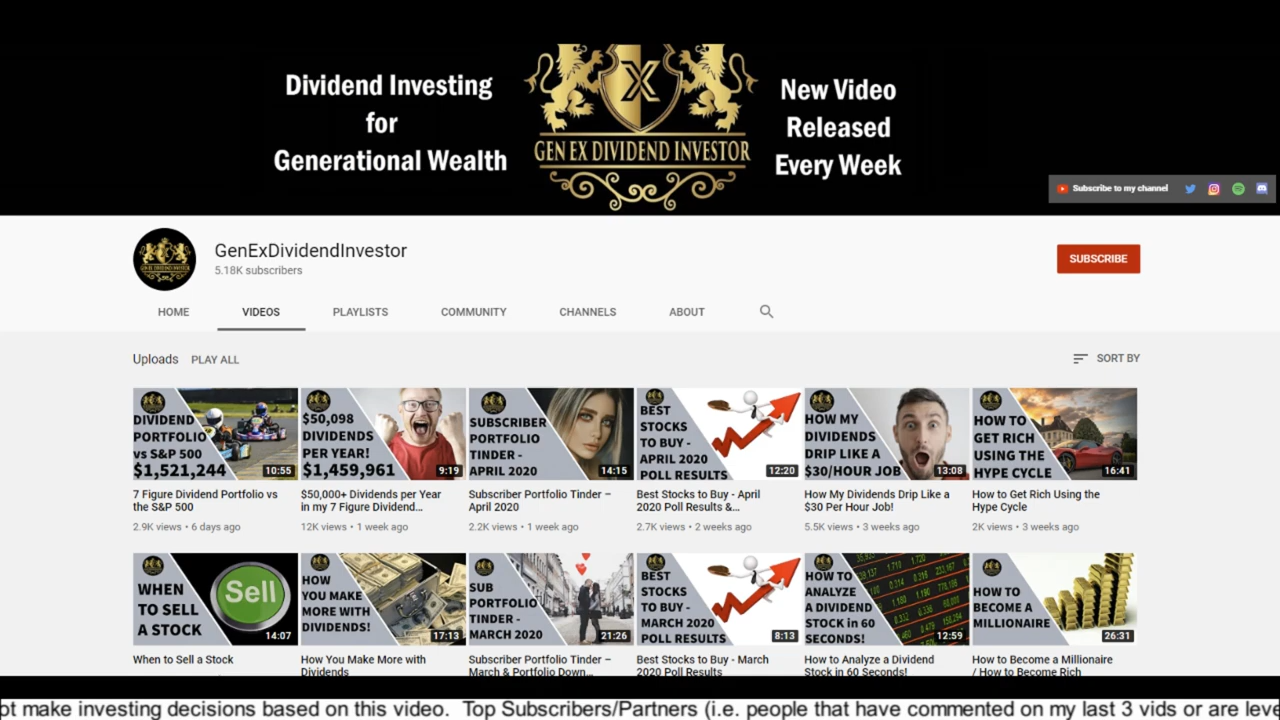 Dividend Investing
for
Generational Wealth
X
GEN EX DIVIDEND INVESTOR
New Video
Released
Every Week
Subscribe to my channel
GenExDividendInvestor
5.18K subscribers
SUBSCRIBE
HOME VIDEOS PLAYLISTS COMMUNITY CHANNELS ABOUT
Uploads PLAY ALL SORT BY
DIVIDEND
PORTFOLIO
vs S&P 500
$1,521,244
10:55
$50,098
DIVIDENDS
PER YEAR!
$1,459,961
9:19
SUBSCRIBER
PORTFOLIO
TINDER -
APRIL 2020
14:15
BEST
STOCKS
TO BUY -
APRIL 2020
POLL RESULTS
12:20
HOW MY
DIVIDENDS
DRIP LIKE A
$30/HOUR JOB
13:08
HOW TO
GET RICH
USING THE
HYPE CYCLE
16:41
7 Figure Dividend Portfolio vs
the S&P 500
2.9K views • 6 days ago
$50,000+ Dividends per Year
in my 7 Figure Dividend...
12K views • 1 week ago
Subscriber Portfolio Tinder –
April 2020
2.2K views • 1 week ago
Best Stocks to Buy - April
2020 Poll Results &...
2.7K views • 2 weeks ago
How My Dividends Drip Like a
$30 Per Hour Job!
5.5K views • 3 weeks ago
How to Get Rich Using the
Hype Cycle
2K views • 3 weeks ago
WHEN
TO SELL
A STOCK
Sell
14:07
HOW
YOU MAKE
MORE WITH
DIVIDENDS!
17:13
SUB
PORTFOLIO
TINDER -
MARCH 2020
21:26
BEST
STOCKS
TO BUY -
MARCH 2020
POLL RESULTS
8:13
HOW TO
ANALYZE
A DIVIDEND
STOCK in 60
SECONDS!
12:59
HOW TO
BECOME A
MILLIONAIRE
26:31
When to Sell a Stock
How You Make More with
Dividends
Subscriber Portfolio Tinder –
March & Portfolio Down...
Best Stocks to Buy - March
2020 Poll Results
How to Analyze a Dividend
Stock in 60 Seconds!
How to Become a Millionaire
/ How to Become Rich
ot make investing decisions based on this video. Top Subscribers/Partners (i.e. people that have commented on my last 3 vids or are leve